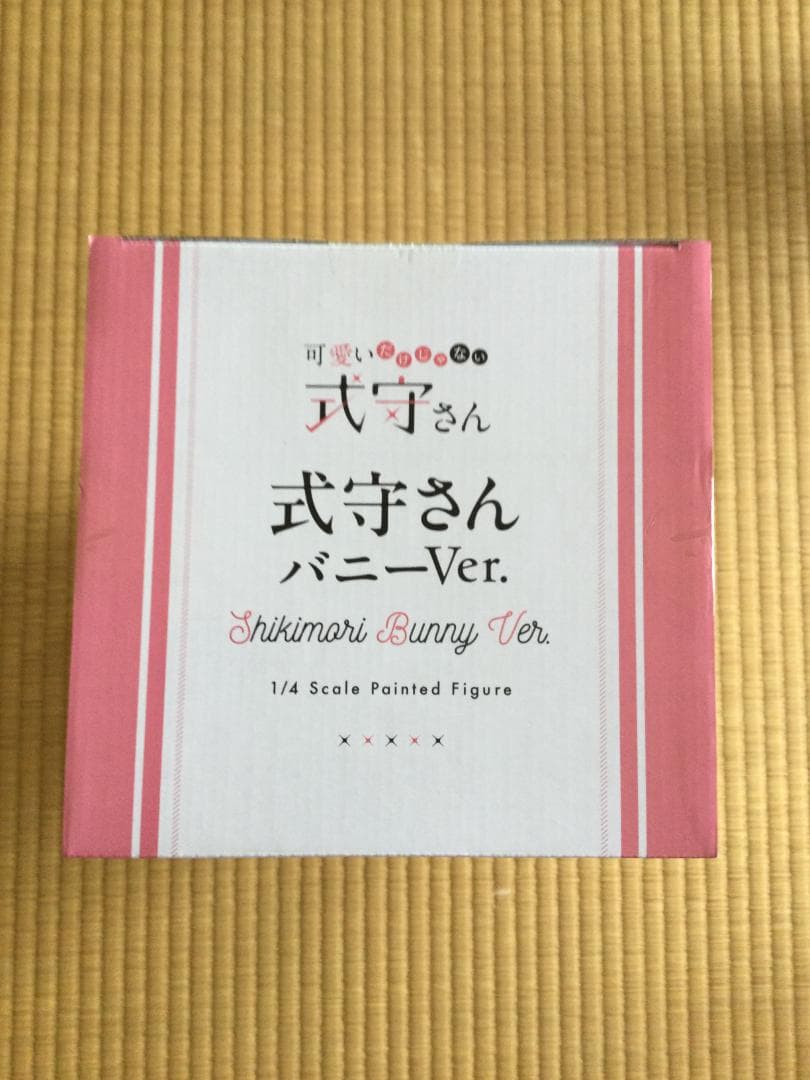 可愛いだけじゃない
式守さん
式守さん
バニーVer.
Shikimori Bunny Ver.
1/4 Scale Painted Figure